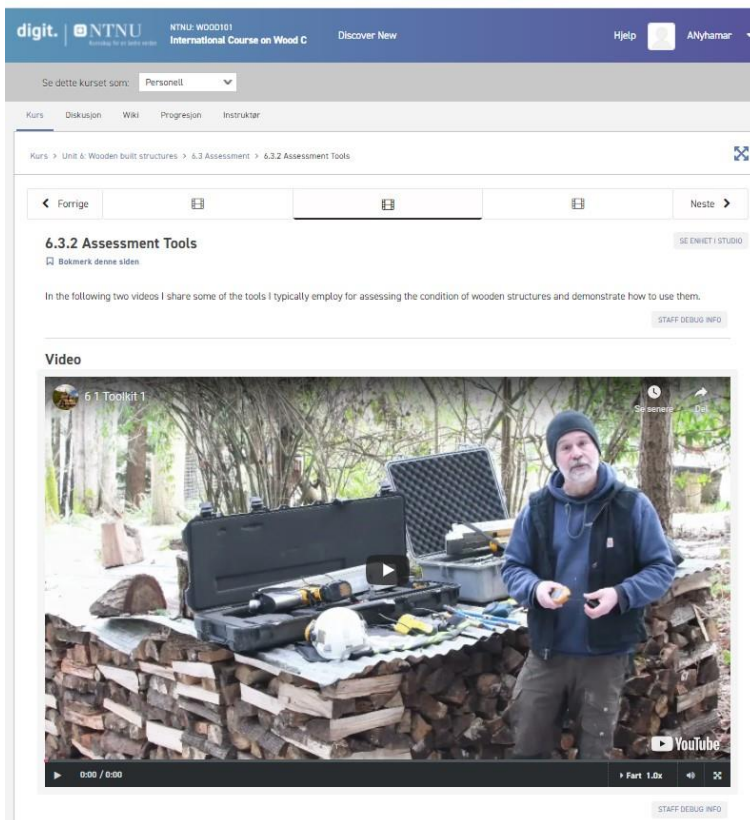 digit. NTNU
Kunnskap for en bedre verden
NTNU: WOOD101
International Course on Wood C
Discover New
Hjelp
ANyhamar
Se dette kurset som: Personell
Kurs Diskusjon Wiki Progresjon Instruktør
Kurs > Unit 6: Wooden built structures > 6.3 Assessment > 6.3.2 Assessment Tools
Forrige
Neste
6.3.2 Assessment Tools
SE ENHET I STUDIO
Bokmerk denne siden
In the following two videos I share some of the tools I typically employ for assessing the condition of wooden structures and demonstrate how to use them.
STAFF DEBUG INFO
Video
6 1 Toolkit 1
Se senere
Del
YouTube
0:00 / 0:00
Fart 1.0x
STAFF DEBUG INFO